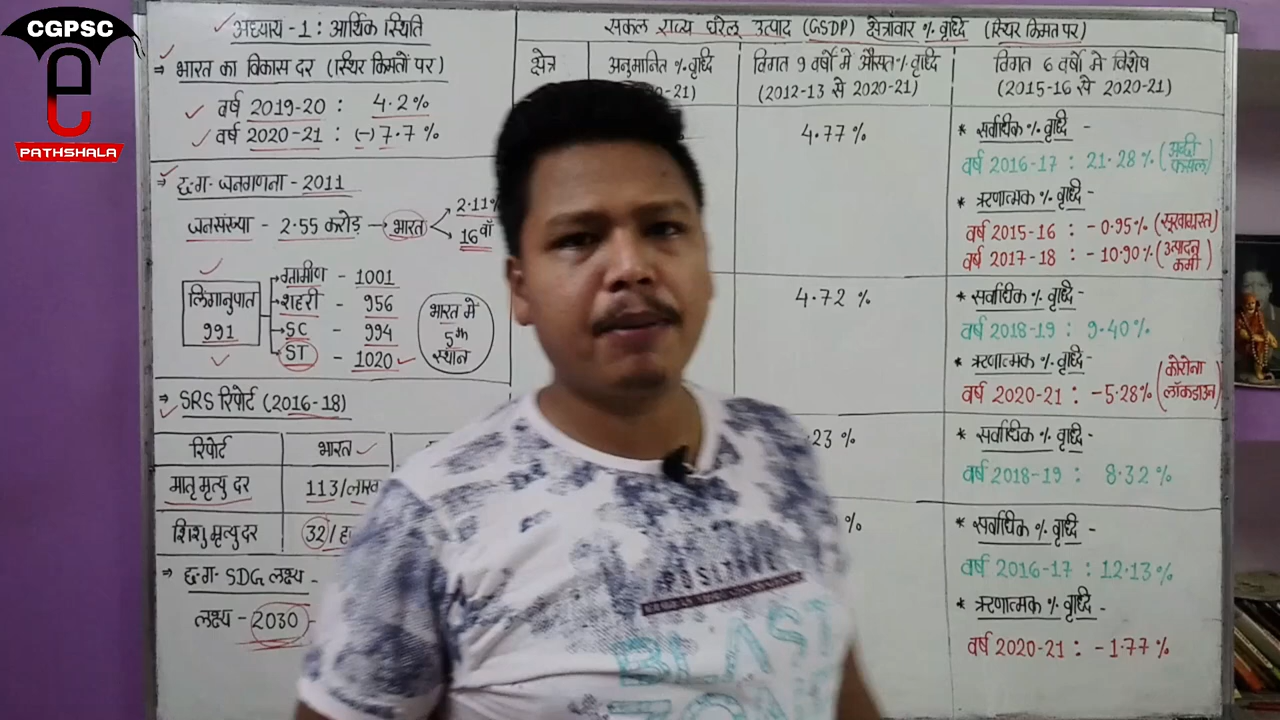 CGPSC
PATHSHALA
अध्याय - 1 : आर्थिक स्थिति
⇒ भारत का विकास दर (स्थिर किमतों पर)
वर्ष 2019-20 : 4.2%
वर्ष 2020-21 : (-) 7.7 %
⇒ छ.ग. जनगणना - 2011
जनसंख्या - 2.55 करोड़ → भारत
2.11%
16वाँ
लिंगानुपात
991
ग्रामीण - 1001
शहरी - 956
SC - 994
ST - 1020
भारत में
5th
स्थान
⇒ SRS रिपोर्ट (2016-18)
रिपोर्ट भारत
मातृ मृत्यु दर 113/लाख
शिशु मृत्यु दर 32/
⇒ छ.ग. SDG लक्ष्य -
लक्ष्य - 2030
सकल राज्य घरेलू उत्पाद (GSDP) क्षेत्रांवार % वृध्दि (स्थिर किमत पर)
क्षेत्र
अनुमानित % वृध्दि
0-21)
विगत 9 वर्षों में औसत % वृध्दि
(2012-13 से 2020-21)
विगत 6 वर्षों में विशेष
(2015-16 से 2020-21)
4.77 %
* सर्वाधिक % वृध्दि -
वर्ष 2016-17 : 21.28 % (अच्छी फसल)
* ऋणात्मक % वृध्दि -
वर्ष 2015-16 : - 0.95% (सूखाग्रस्त)
वर्ष 2017-18 : - 10.90% (उत्पादन कमी)
4.72 %
* सर्वाधिक % वृध्दि -
वर्ष 2018-19 : 9.40%
* ऋणात्मक % वृध्दि -
वर्ष 2020-21 : -5.28% (कोरोना लॉकडाउन)
.23 %
* सर्वाधिक % वृध्दि -
वर्ष 2018-19 : 8.32 %
%
* सर्वाधिक % वृध्दि -
वर्ष 2016-17 : 12.13%
* ऋणात्मक % वृध्दि -
वर्ष 2020-21 : - 1.77 %
POSITIVE
BLAST